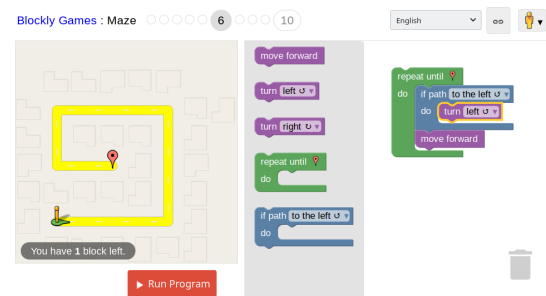 Blockly Games : Maze
6
10
English
move forward
turn left ↺ ▾
turn right ↻ ▾
repeat until
do
if path to the left ↺ ▾
do
repeat until
do
if path to the left ↺ ▾
do
turn left ↺ ▾
move forward
You have 1 block left.
Run Program